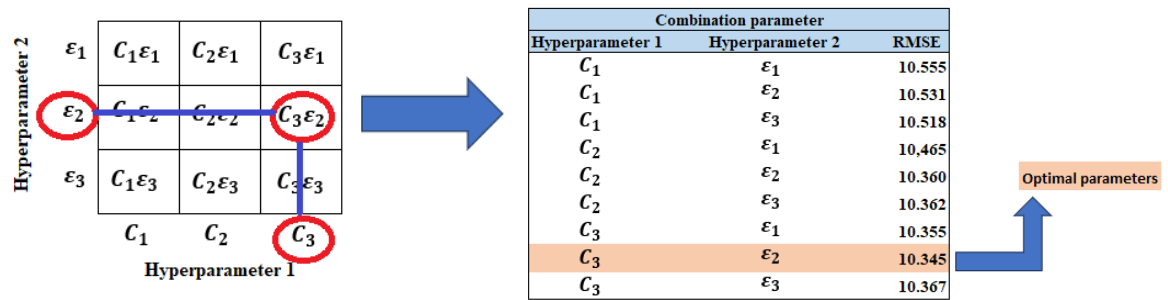 Hyperparameter 2
ε₁ C₁ε₁ C₂ε₁ C₃ε₁
ε₂ C₁ε₂ C₂ε₂ C₃ε₂
ε₃ C₁ε₃ C₂ε₃ C₃ε₃
C₁ C₂ C₃
Hyperparameter 1
Combination parameter
Hyperparameter 1 Hyperparameter 2 RMSE
C₁ ε₁ 10.555
C₁ ε₂ 10.531
C₁ ε₃ 10.518
C₂ ε₁ 10,465
C₂ ε₂ 10.360
C₂ ε₃ 10.362
C₃ ε₁ 10.355
C₃ ε₂ 10.345
C₃ ε₃ 10.367
Optimal parameters